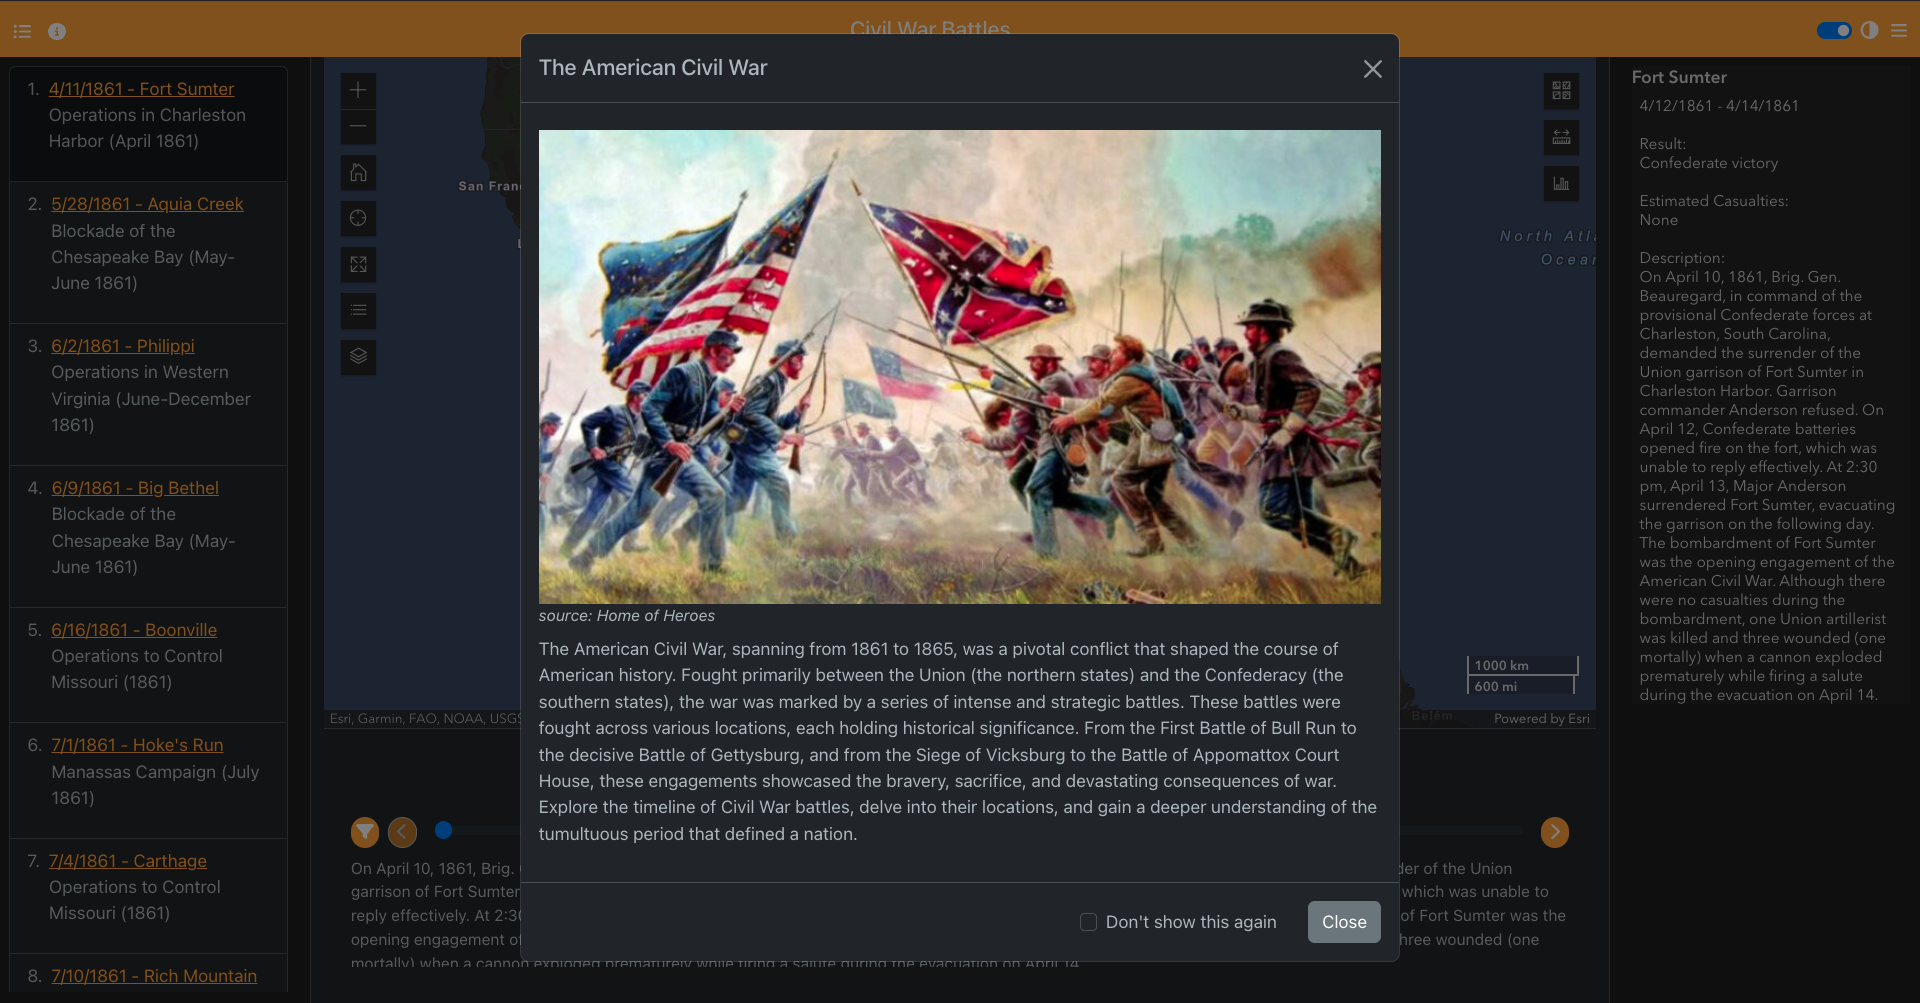 Civil War Battles
1. 4/11/1861 - Fort Sumter
Operations in Charleston
Harbor (April 1861)
2. 5/28/1861 - Aquia Creek
Blockade of the
Chesapeake Bay (May-
June 1861)
3. 6/2/1861 - Philippi
Operations in Western
Virginia (June-December
1861)
4. 6/9/1861 - Big Bethel
Blockade of the
Chesapeake Bay (May-
June 1861)
5. 6/16/1861 - Boonville
Operations to Control
Missouri (1861)
6. 7/1/1861 - Hoke's Run
Manassas Campaign (July
1861)
7. 7/4/1861 - Carthage
Operations to Control
Missouri (1861)
8. 7/10/1861 - Rich Mountain
San Fran
Esri, Garmin, FAO, NOAA, USGS
The American Civil War
source: Home of Heroes
The American Civil War, spanning from 1861 to 1865, was a pivotal conflict that shaped the course of
American history. Fought primarily between the Union (the northern states) and the Confederacy (the
southern states), the war was marked by a series of intense and strategic battles. These battles were
fought across various locations, each holding historical significance. From the First Battle of Bull Run to
the decisive Battle of Gettysburg, and from the Siege of Vicksburg to the Battle of Appomattox Court
House, these engagements showcased the bravery, sacrifice, and devastating consequences of war.
Explore the timeline of Civil War battles, delve into their locations, and gain a deeper understanding of the
tumultuous period that defined a nation.
Don't show this again
Close
North Atl
Ocean
1000 km
600 mi
Belém
Powered by Esri
On April 10, 1861, Brig. der of the Union
garrison of Fort Sumter which was unable to
reply effectively. At 2:30 of Fort Sumter was the
opening engagement of hree wounded (one
mortally) when a cannon exploded prematurely while firing a salute during the evacuation on April 14.
Fort Sumter
4/12/1861 - 4/14/1861
Result:
Confederate victory
Estimated Casualties:
None
Description:
On April 10, 1861, Brig. Gen.
Beauregard, in command of the
provisional Confederate forces at
Charleston, South Carolina,
demanded the surrender of the
Union garrison of Fort Sumter in
Charleston Harbor. Garrison
commander Anderson refused. On
April 12, Confederate batteries
opened fire on the fort, which was
unable to reply effectively. At 2:30
pm, April 13, Major Anderson
surrendered Fort Sumter, evacuating
the garrison on the following day.
The bombardment of Fort Sumter
was the opening engagement of the
American Civil War. Although there
were no casualties during the
bombardment, one Union artillerist
was killed and three wounded (one
mortally) when a cannon exploded
prematurely while firing a salute
during the evacuation on April 14.